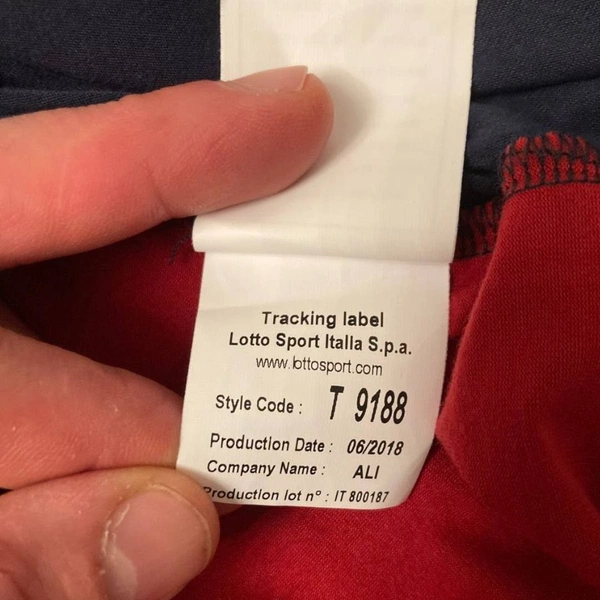 Tracking label
Lotto Sport Italia S.p.a.
www.lottosport.com
Style Code : T 9188
Production Date : 06/2018
Company Name : ALI
Production lot n° : IT 800187